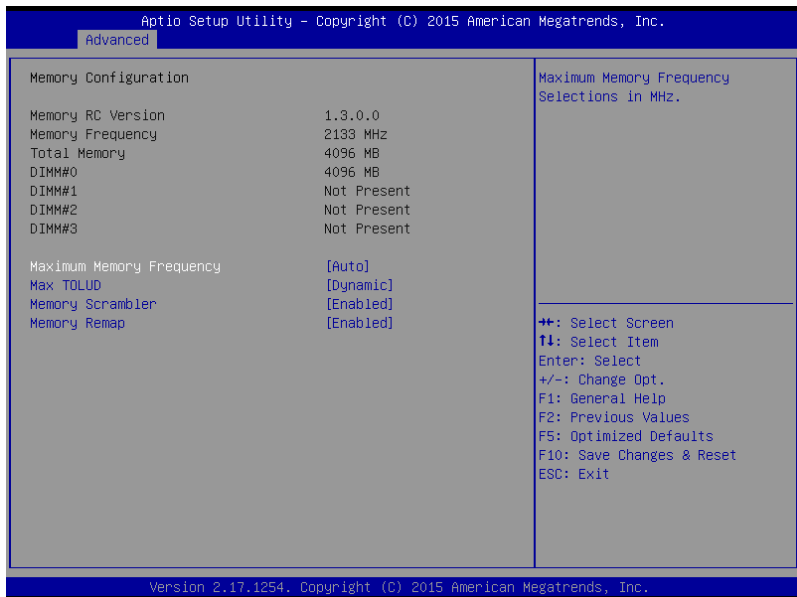 Aptio Setup Utility – Copyright (C) 2015 American Megatrends, Inc.
Advanced
Memory Configuration
Memory RC Version 1.3.0.0
Memory Frequency 2133 MHz
Total Memory 4096 MB
DIMM#0 4096 MB
DIMM#1 Not Present
DIMM#2 Not Present
DIMM#3 Not Present
Maximum Memory Frequency [Auto]
Max TOLUD [Dynamic]
Memory Scrambler [Enabled]
Memory Remap [Enabled]
Maximum Memory Frequency
Selections in MHz.
→←: Select Screen
↑↓: Select Item
Enter: Select
+/–: Change Opt.
F1: General Help
F2: Previous Values
F5: Optimized Defaults
F10: Save Changes & Reset
ESC: Exit
Version 2.17.1254. Copyright (C) 2015 American Megatrends, Inc.